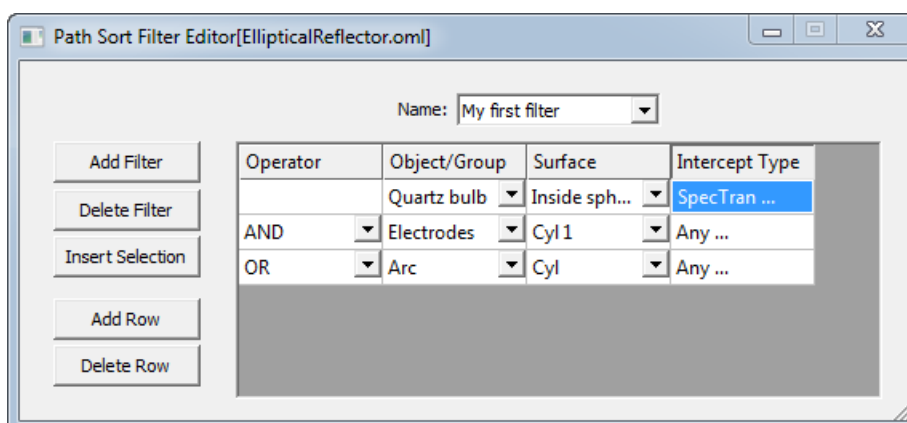 Path Sort Filter Editor[EllipticalReflector.oml]
Name: My first filter
Add Filter
Delete Filter
Insert Selection
Add Row
Delete Row
Operator Object/Group Surface Intercept Type
Quartz bulb Inside sph... SpecTran ...
AND Electrodes Cyl 1 Any ...
OR Arc Cyl Any ...